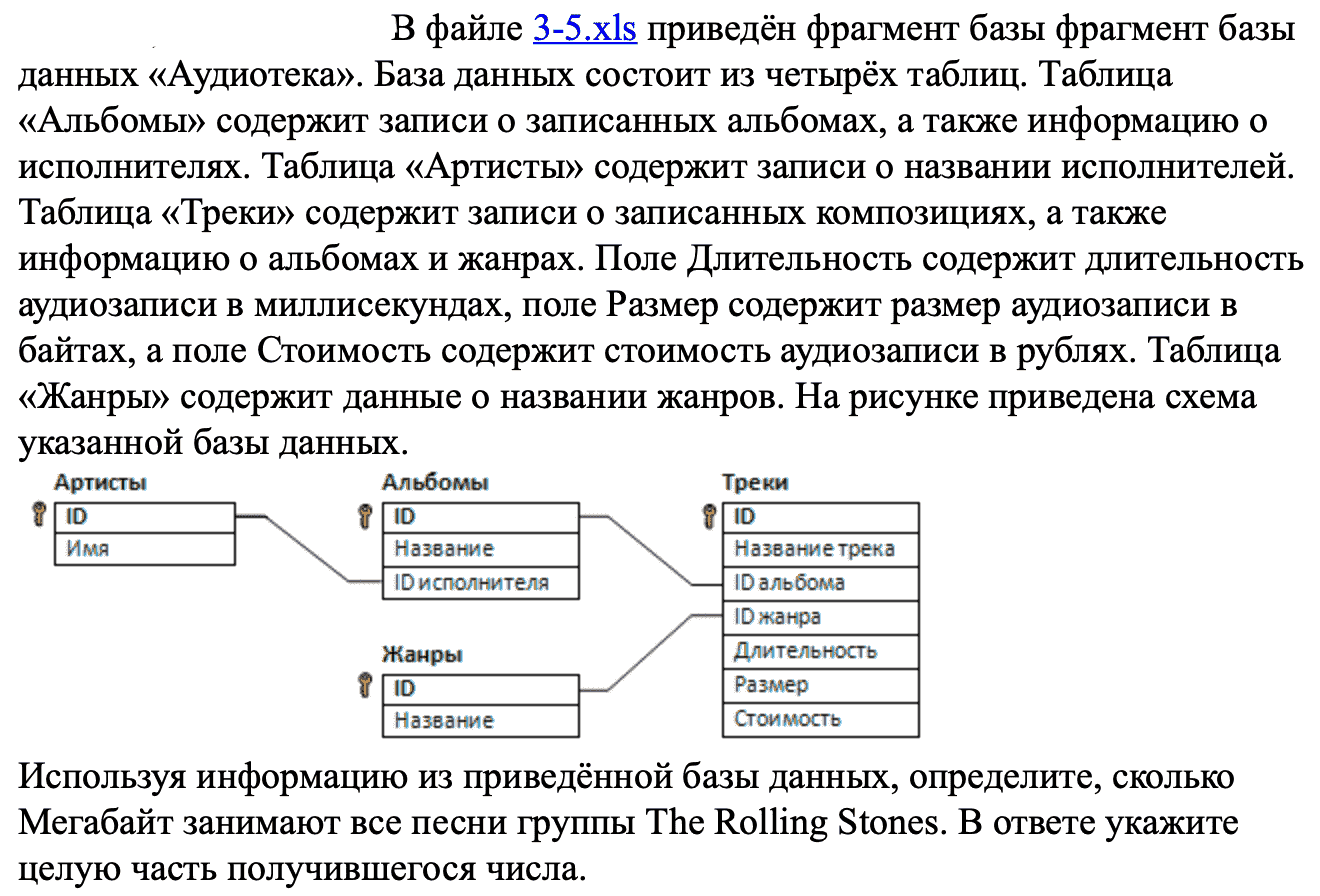 В файле 3-5.xls приведён фрагмент базы фрагмент базы
данных «Аудиотека». База данных состоит из четырёх таблиц. Таблица
«Альбомы» содержит записи о записанных альбомах, а также информацию о
исполнителях. Таблица «Артисты» содержит записи о названии исполнителей.
Таблица «Треки» содержит записи о записанных композициях, а также
информацию о альбомах и жанрах. Поле Длительность содержит длительность
аудиозаписи в миллисекундах, поле Размер содержит размер аудиозаписи в
байтах, а поле Стоимость содержит стоимость аудиозаписи в рублях. Таблица
«Жанры» содержит данные о названии жанров. На рисунке приведена схема
указанной базы данных.
Артисты
ID
Имя
Альбомы
ID
Название
ID исполнителя
Жанры
ID
Название
Треки
ID
Название трека
ID альбома
ID жанра
Длительность
Размер
Стоимость
Используя информацию из приведённой базы данных, определите, сколько
Мегабайт занимают все песни группы The Rolling Stones. В ответе укажите
целую часть получившегося числа.